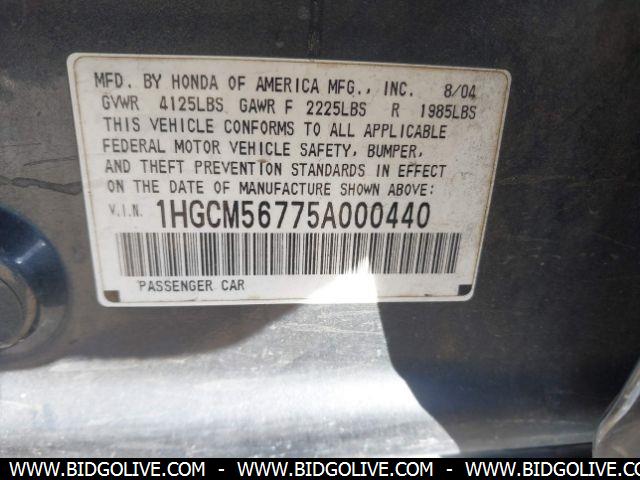 MFD. BY HONDA OF AMERICA MFG., INC. 8/04
GVWR 4125LBS GAWR F 2225LBS R 1985LBS
THIS VEHICLE CONFORMS TO ALL APPLICABLE
FEDERAL MOTOR VEHICLE SAFETY, BUMPER,
AND THEFT PREVENTION STANDARDS IN EFFECT
ON THE DATE OF MANUFACTURE SHOWN ABOVE:
V.I.N. 1HGCM56775A000440
PASSENGER CAR
WWW.BIDGOLIVE.COM - WWW.BIDGOLIVE.COM - WWW.BIDGOLIVE.COM